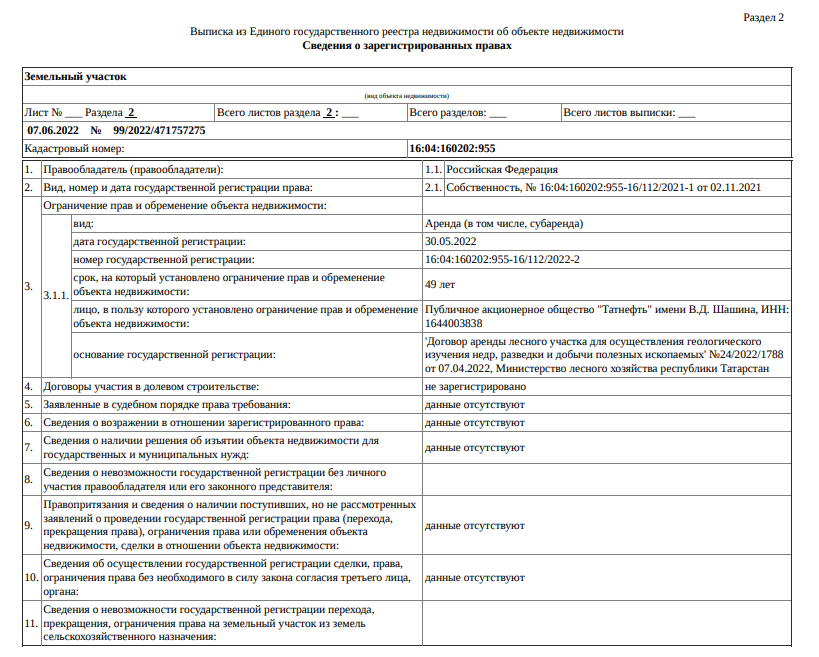 Раздел 2
Выписка из Единого государственного реестра недвижимости об объекте недвижимости
Сведения о зарегистрированных правах
Земельный участок
(вид объекта недвижимости)
Лист № ___ Раздела 2 Всего листов раздела 2 : ___ Всего разделов: ___ Всего листов выписки: ___
07.06.2022 № 99/2022/471757275
Кадастровый номер: 16:04:160202:955
1. Правообладатель (правообладатели): 1.1. Российская Федерация
2. Вид, номер и дата государственной регистрации права: 2.1. Собственность, № 16:04:160202:955-16/112/2021-1 от 02.11.2021
3. Ограничение прав и обременение объекта недвижимости:
3.1.1. вид: Аренда (в том числе, субаренда)
дата государственной регистрации: 30.05.2022
номер государственной регистрации: 16:04:160202:955-16/112/2022-2
срок, на который установлено ограничение прав и обременение
объекта недвижимости: 49 лет
лицо, в пользу которого установлено ограничение прав и обременение
объекта недвижимости:
Публичное акционерное общество "Татнефть" имени В.Д. Шашина, ИНН:
1644003838
основание государственной регистрации:
'Договор аренды лесного участка для осуществления геологического
изучения недр, разведки и добычи полезных ископаемых' №24/2022/1788
от 07.04.2022, Министерство лесного хозяйства республики Татарстан
4. Договоры участия в долевом строительстве: не зарегистрировано
5. Заявленные в судебном порядке права требования: данные отсутствуют
6. Сведения о возражении в отношении зарегистрированного права: данные отсутствуют
7. Сведения о наличии решения об изъятии объекта недвижимости для
государственных и муниципальных нужд: данные отсутствуют
8. Сведения о невозможности государственной регистрации без личного
участия правообладателя или его законного представителя:
9. Правопритязания и сведения о наличии поступивших, но не рассмотренных
заявлений о проведении государственной регистрации права (перехода,
прекращения права), ограничения права или обременения объекта
недвижимости, сделки в отношении объекта недвижимости: данные отсутствуют
10. Сведения об осуществлении государственной регистрации сделки, права,
ограничения права без необходимого в силу закона согласия третьего лица,
органа: данные отсутствуют
11. Сведения о невозможности государственной регистрации перехода,
прекращения, ограничения права на земельный участок из земель
сельскохозяйственного назначения: